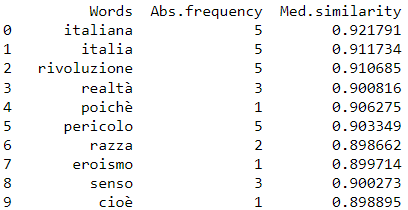 Words Abs.frequency Med.similarity
0 italiana 5 0.921791
1 italia 5 0.911734
2 rivoluzione 5 0.910685
3 realtà 3 0.900816
4 poichè 1 0.906275
5 pericolo 5 0.903349
6 razza 2 0.898662
7 eroismo 1 0.899714
8 senso 3 0.900273
9 cioè 1 0.898895